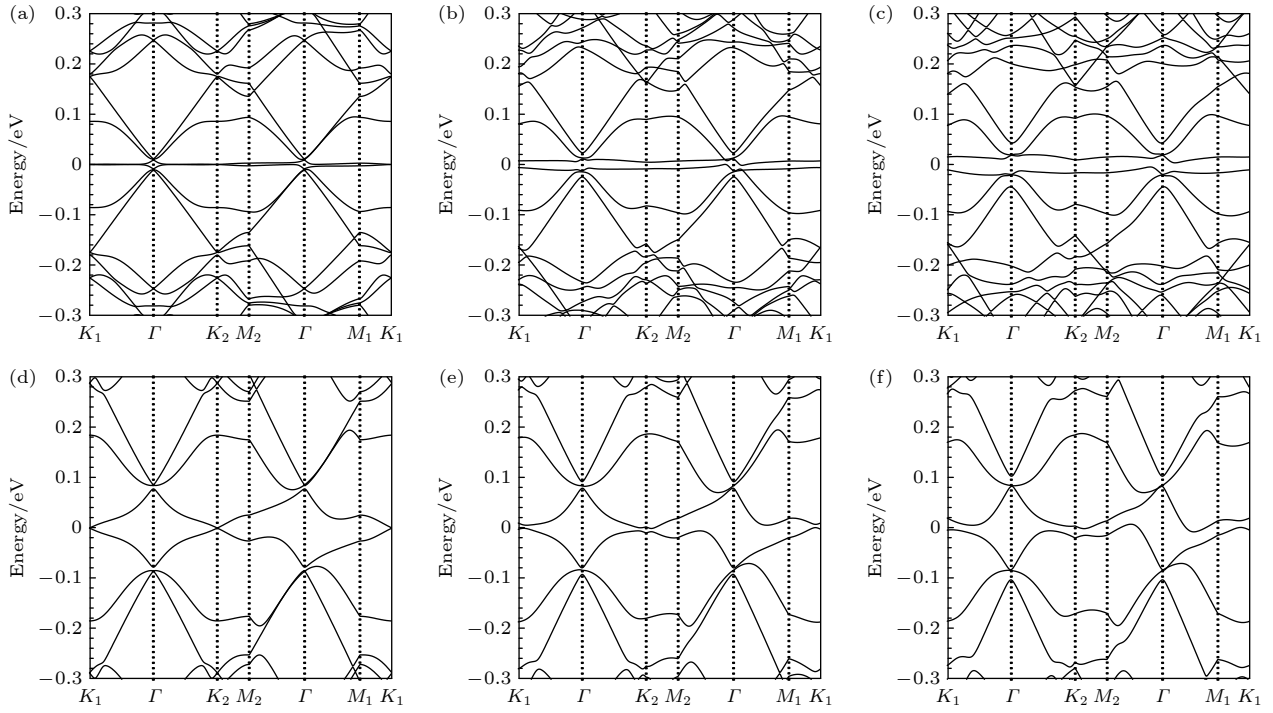 (a) (b) (c)
0.3 0.3 0.3
0.2 0.2 0.2
0.1 0.1 0.1
0 0 0
−0.1 −0.1 −0.1
−0.2 −0.2 −0.2
−0.3 −0.3 −0.3
Energy/eV Energy/eV Energy/eV
K1 Γ K2 M2 Γ M1 K1 K1 Γ K2 M2 Γ M1 K1 K1 Γ K2 M2 Γ M1 K1
(d) (e) (f)
0.3 0.3 0.3
0.2 0.2 0.2
0.1 0.1 0.1
0 0 0
−0.1 −0.1 −0.1
−0.2 −0.2 −0.2
−0.3 −0.3 −0.3
Energy/eV Energy/eV Energy/eV
K1 Γ K2 M2 Γ M1 K1 K1 Γ K2 M2 Γ M1 K1 K1 Γ K2 M2 Γ M1 K1